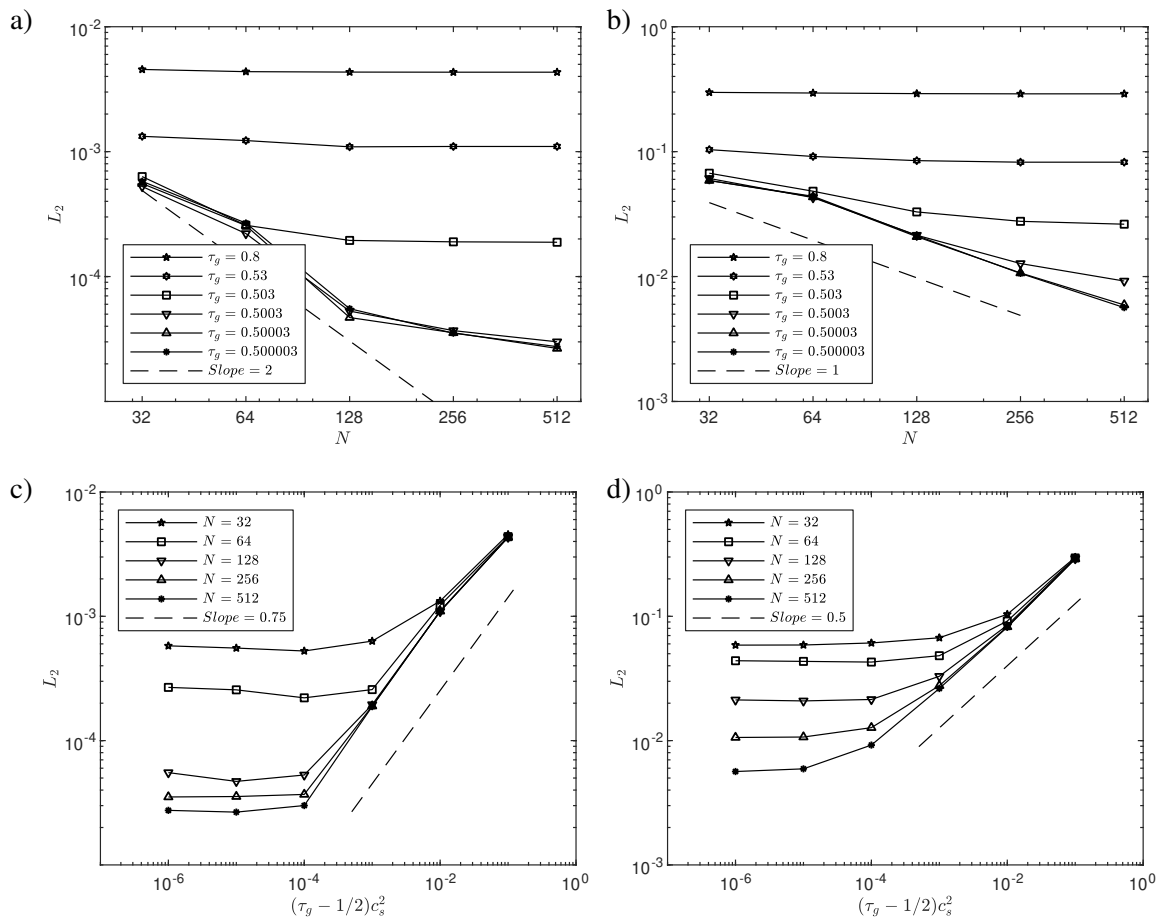 a)
10^{-2}
10^{-3}
10^{-4}
L_2
τ_g = 0.8
τ_g = 0.53
τ_g = 0.503
τ_g = 0.5003
τ_g = 0.50003
τ_g = 0.500003
Slope = 2
32 64 128 256 512
N
b)
10^0
10^{-1}
10^{-2}
10^{-3}
L_2
τ_g = 0.8
τ_g = 0.53
τ_g = 0.503
τ_g = 0.5003
τ_g = 0.50003
τ_g = 0.500003
Slope = 1
32 64 128 256 512
N
c)
10^{-2}
10^{-3}
10^{-4}
L_2
N = 32
N = 64
N = 128
N = 256
N = 512
Slope = 0.75
10^{-6} 10^{-4} 10^{-2} 10^0
(τ_g − 1/2)c_s^2
d)
10^0
10^{-1}
10^{-2}
10^{-3}
L_2
N = 32
N = 64
N = 128
N = 256
N = 512
Slope = 0.5
10^{-6} 10^{-4} 10^{-2} 10^0
(τ_g − 1/2)c_s^2